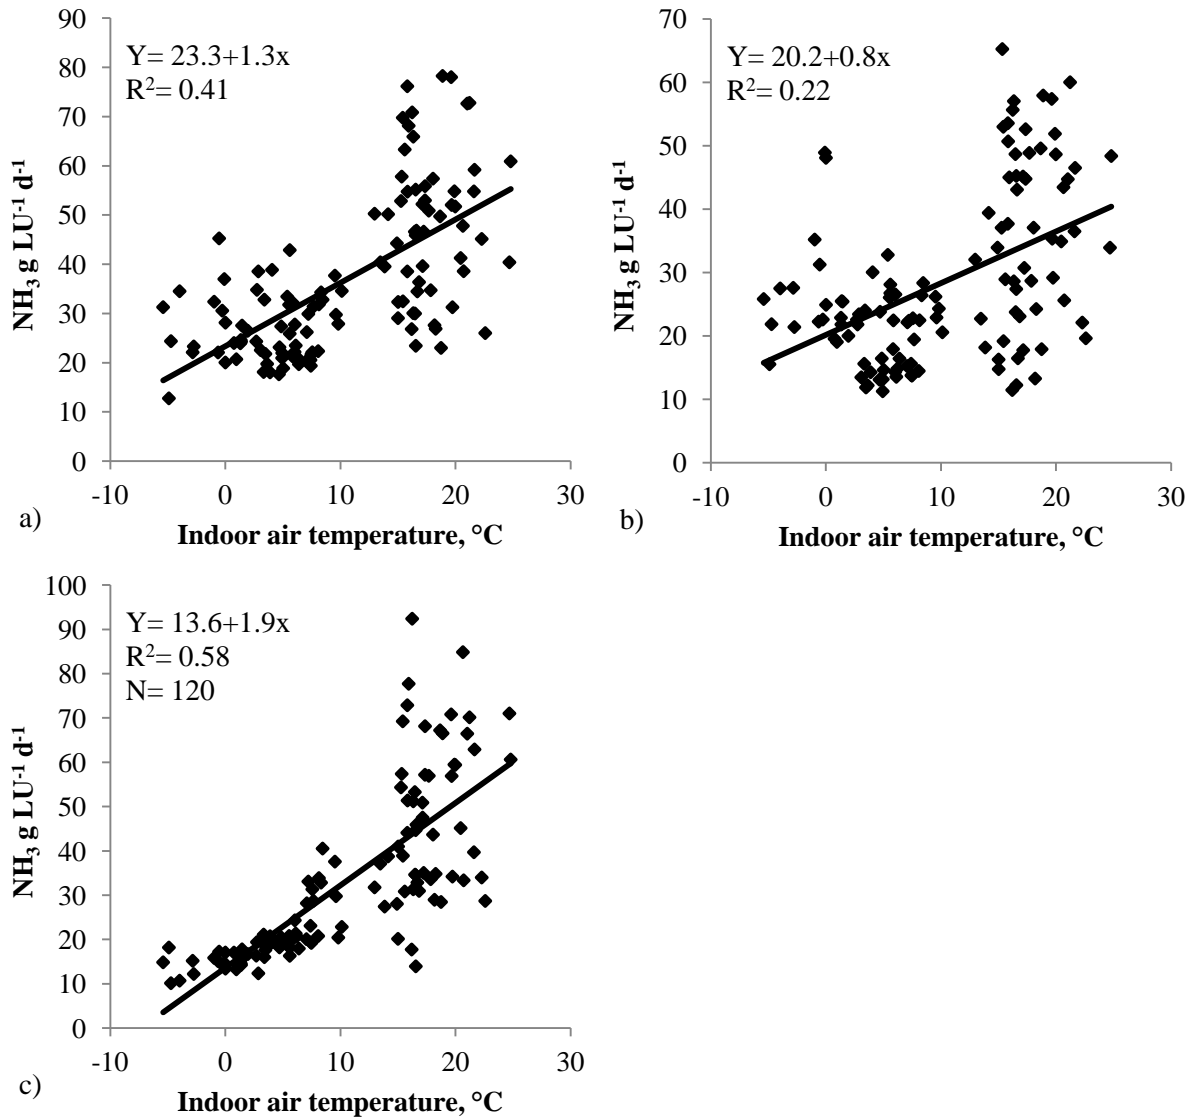 90
80
70
60
50
40
30
20
10
0
-10 0 10 20 30
NH₃ g LU⁻¹ d⁻¹
Y= 23.3+1.3x
R²= 0.41
a)
Indoor air temperature, °C
70
60
50
40
30
20
10
0
-10 0 10 20 30
NH₃ g LU⁻¹ d⁻¹
Y= 20.2+0.8x
R²= 0.22
b)
Indoor air temperature, °C
100
90
80
70
60
50
40
30
20
10
0
-10 0 10 20 30
NH₃ g LU⁻¹ d⁻¹
Y= 13.6+1.9x
R²= 0.58
N= 120
c)
Indoor air temperature, °C